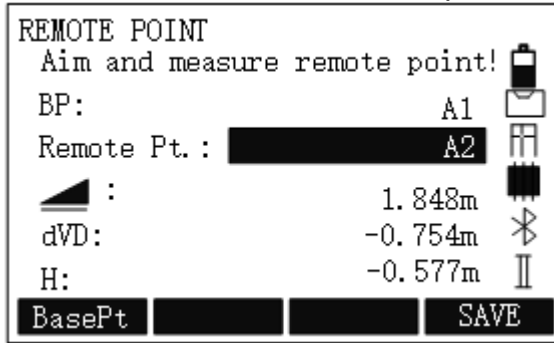 REMOTE POINT
Aim and measure remote point!
BP: A1
Remote Pt.: A2
: 1.848m
dVD: -0.754m
H: -0.577m
BasePt SAVE